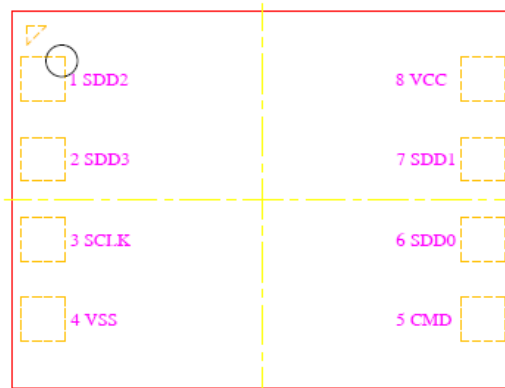 1 SDD2
8 VCC
2 SDD3
7 SDD1
3 SCLK
6 SDD0
4 VSS
5 CMD